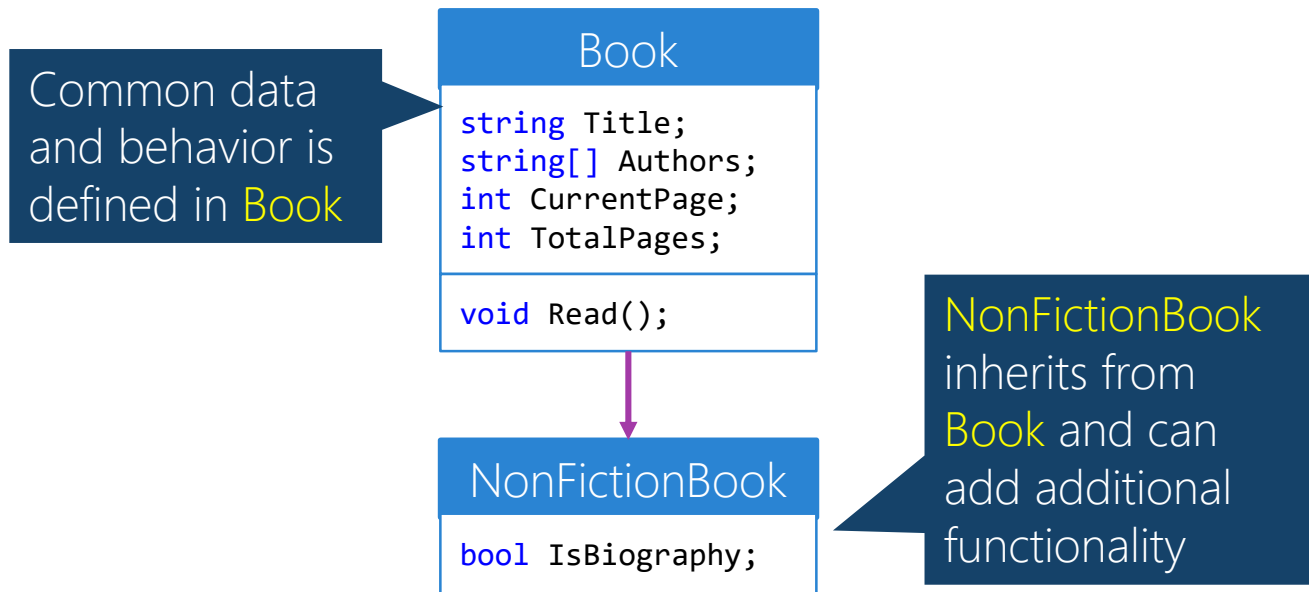 Book
Common data
and behavior is
defined in Book
string Title;
string[] Authors;
int CurrentPage;
int TotalPages;
void Read();
NonFictionBook
inherits from
Book and can
add additional
functionality
NonFictionBook
bool IsBiography;